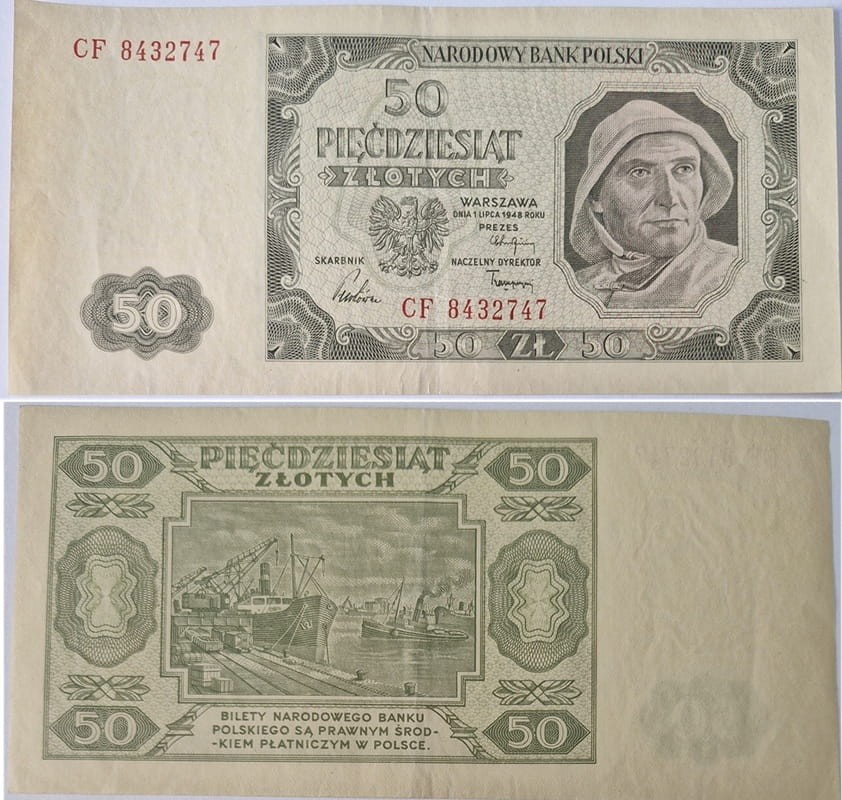 CF 8432747
NARODOWY BANK POLSKI
50
PIĘĆDZIESIĄT
ZŁOTYCH
WARSZAWA
DNIA 1 LIPCA 1948 ROKU
PREZES
SKARBNIK
NACZELNY DYREKTOR
CF 8432747
50
50 ZŁ 50
50
PIĘĆDZIESIĄT
ZŁOTYCH
50
50
BILETY NARODOWEGO BANKU
POLSKIEGO SĄ PRAWNYM ŚROD-
-KIEM PŁATNICZYM W POLSCE.
50